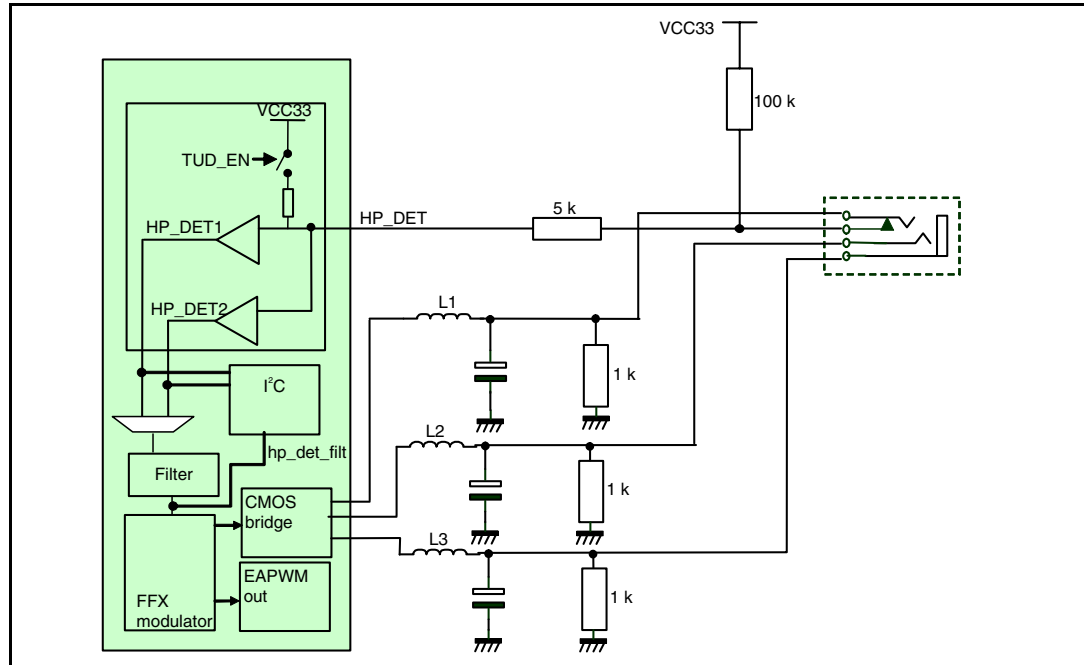 VCC33
100 k
VCC33
TUD_EN
HP_DET1
HP_DET
5 k
HP_DET2
L1
1 k
I²C
L2
hp_det_filt
Filter
1 k
CMOS
bridge
L3
EAPWM
out
FFX
modulator
1 k